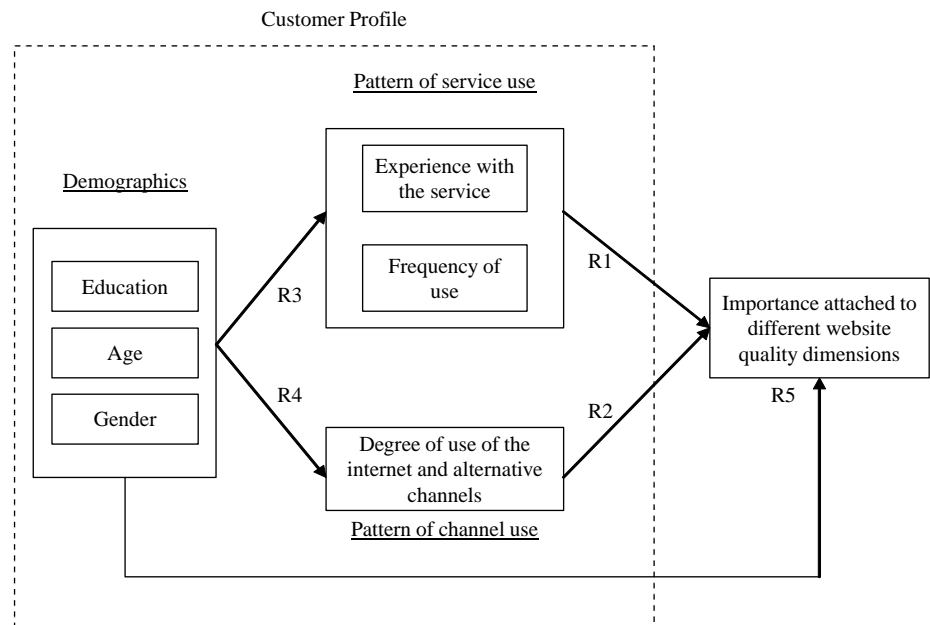 Customer Profile
Pattern of service use
Experience with
the service
Demographics
Frequency of
use
R1
Education
R3
Importance attached to
different website
quality dimensions
Age
R4
R2
R5
Gender
Degree of use of the
internet and alternative
channels
Pattern of channel use